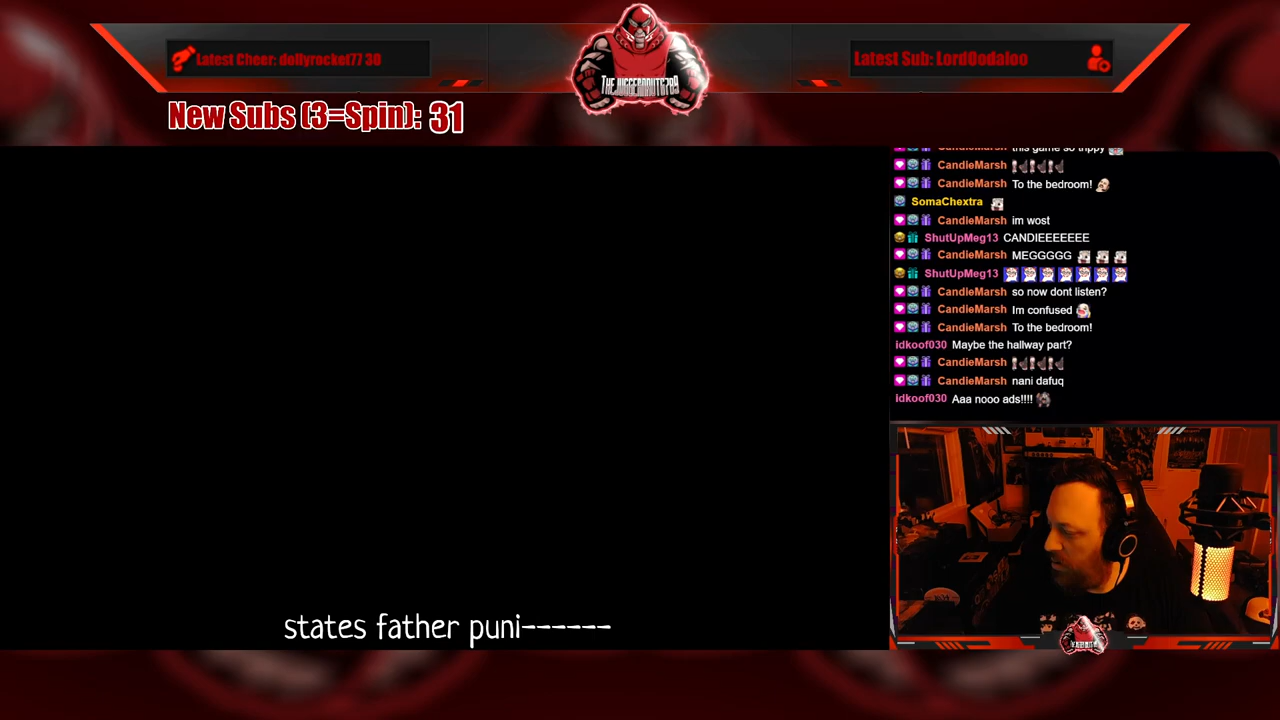 Latest Cheer: dollyrocket77 30
THEJUGGERNAUT6789
Latest Sub: LordOodaloo
New Subs (3=Spin): 31
CandieMarsh this game so trippy
CandieMarsh
CandieMarsh To the bedroom!
SomaChextra
CandieMarsh im wost
ShutUpMeg13 CANDIEEEEEEE
CandieMarsh MEGGGGG
ShutUpMeg13
CandieMarsh so now dont listen?
CandieMarsh Im confused
CandieMarsh To the bedroom!
idkoof030 Maybe the hallway part?
CandieMarsh
CandieMarsh nani dafuq
idkoof030 Aaa nooo ads!!!!
states father puni------